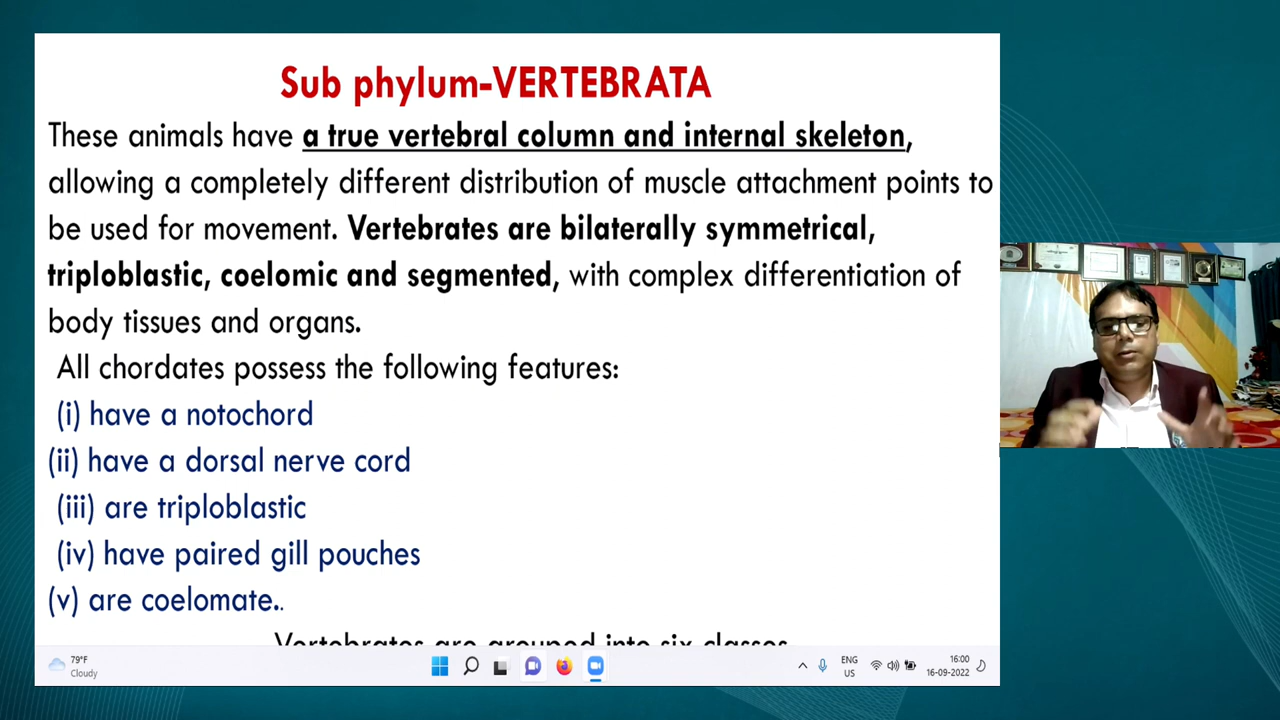 Sub phylum-VERTEBRATA
These animals have a true vertebral column and internal skeleton,
allowing a completely different distribution of muscle attachment points to
be used for movement. Vertebrates are bilaterally symmetrical,
triploblastic, coelomic and segmented, with complex differentiation of
body tissues and organs.
All chordates possess the following features:
(i) have a notochord
(ii) have a dorsal nerve cord
(iii) are triploblastic
(iv) have paired gill pouches
(v) are coelomate..
Vertebrates are grouped into six classes
79°F
Cloudy
ENG
US
16:00
16-09-2022